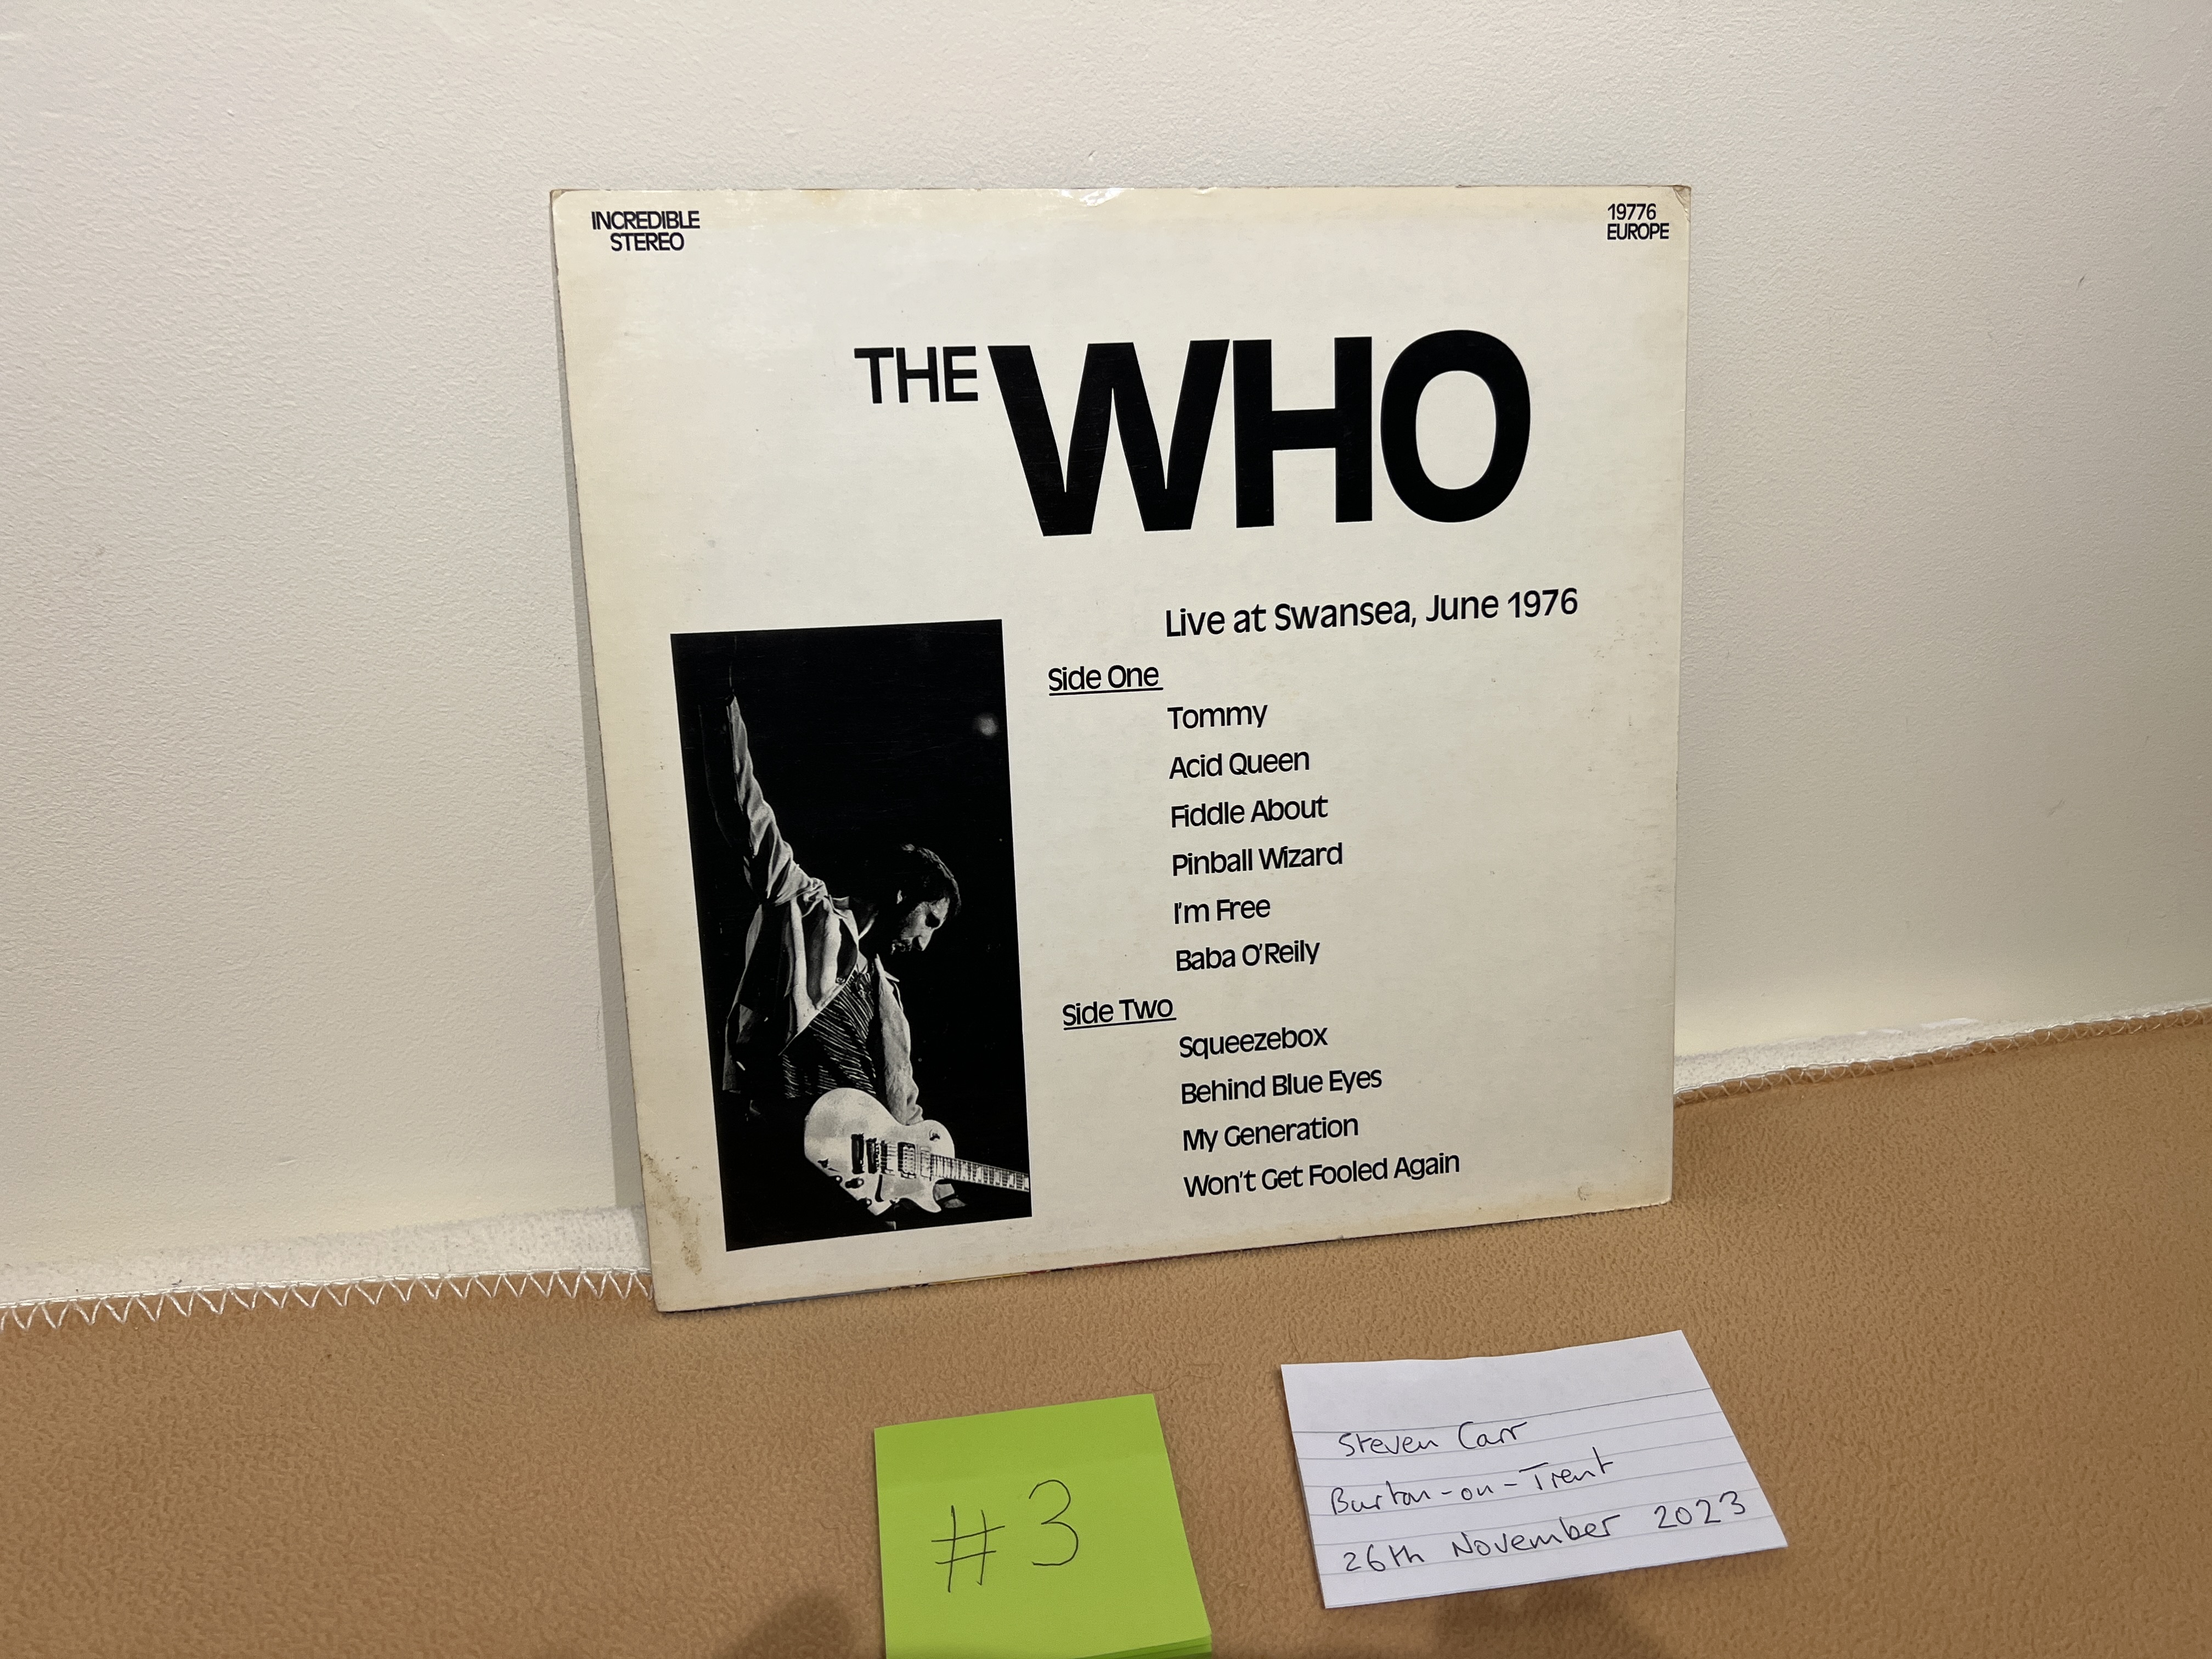 INCREDIBLE
STEREO
19776
EUROPE
THE WHO
Live at Swansea, June 1976
Side One
Tommy
Acid Queen
Fiddle About
Pinball Wizard
I'm Free
Baba O'Reily
Side Two
Squeezebox
Behind Blue Eyes
My Generation
Won't Get Fooled Again
#3
Steven Carr
Burton-on-Trent
26th November 2023